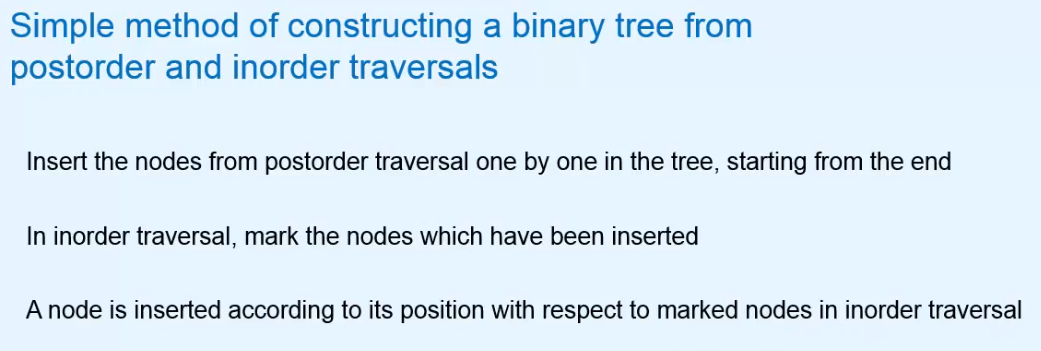 Simple method of constructing a binary tree from
postorder and inorder traversals
Insert the nodes from postorder traversal one by one in the tree, starting from the end
In inorder traversal, mark the nodes which have been inserted
A node is inserted according to its position with respect to marked nodes in inorder traversal